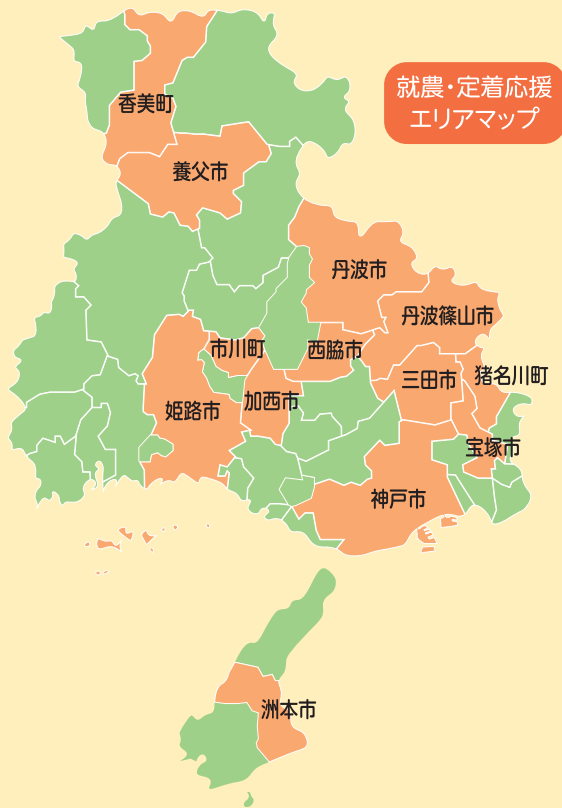 就農・定着応援
エリアマップ
香美町
養父市
丹波市
丹波篠山市
市川町
西脇市
猪名川町
三田市
加西市
姫路市
宝塚市
神戸市
洲本市